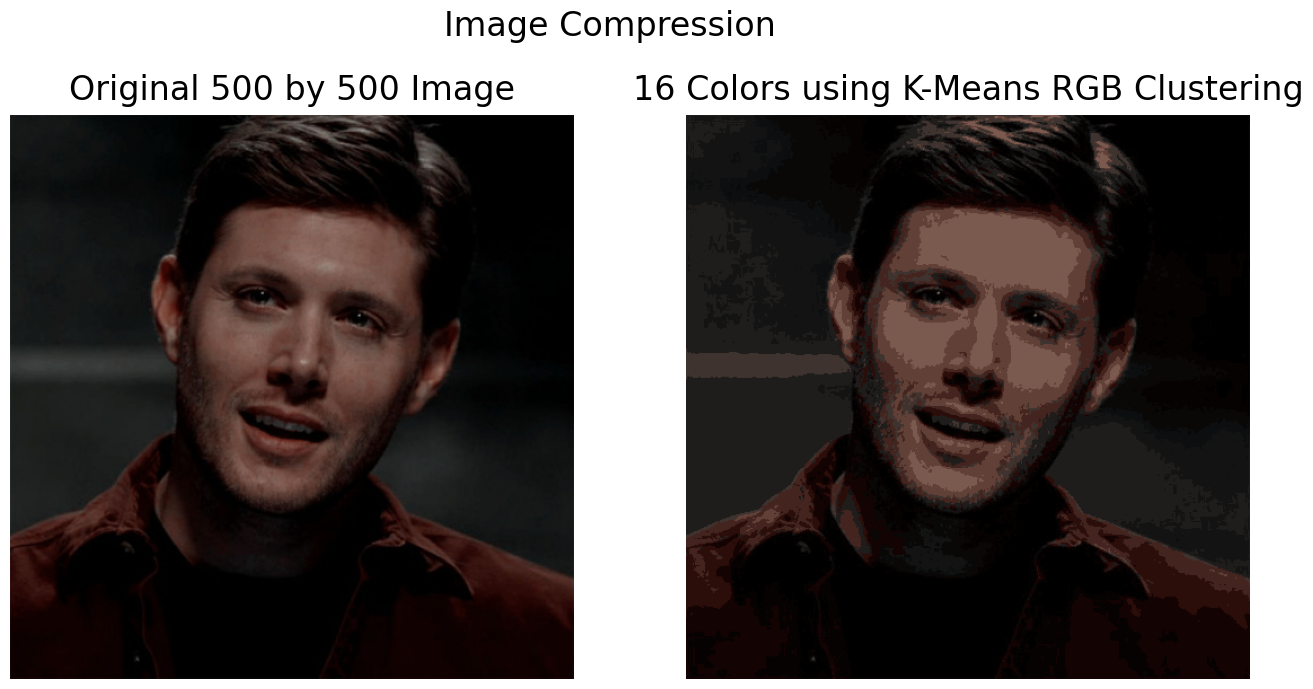 Image Compression
Original 500 by 500 Image
16 Colors using K-Means RGB Clustering